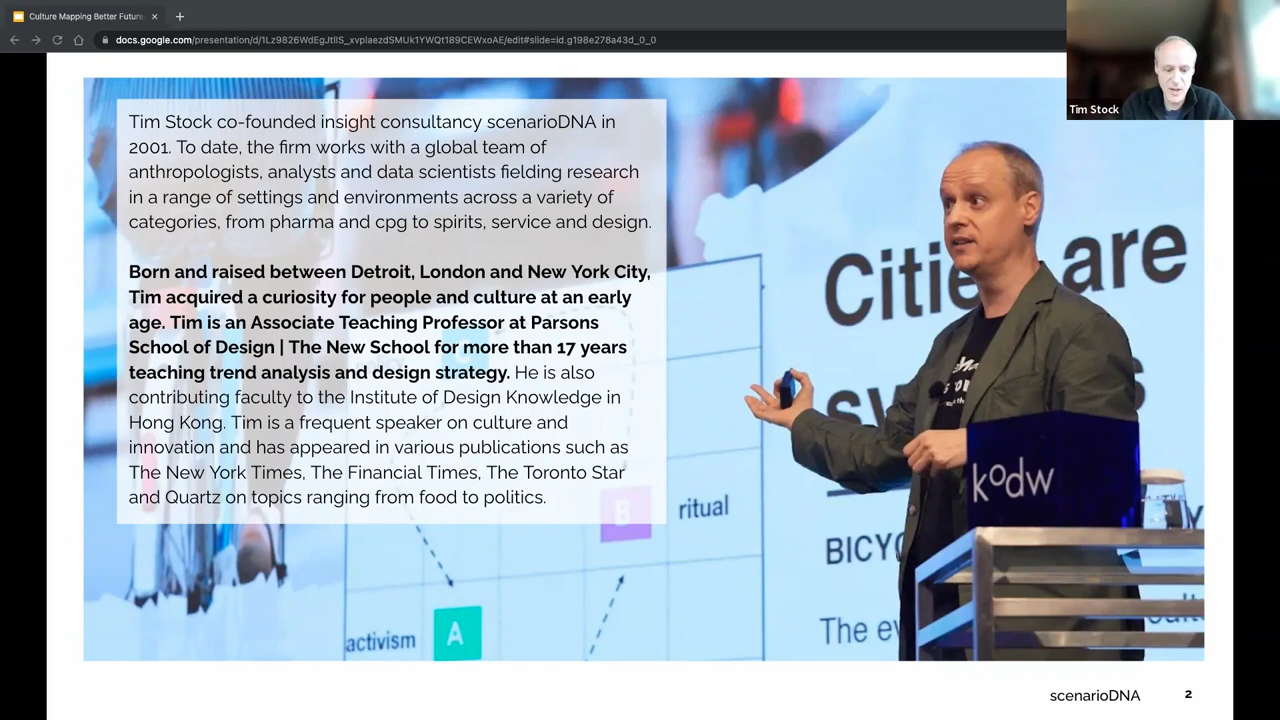 Culture Mapping Better Future
docs.google.com/presentation/d/1Lz9826WdEgJtlIS_xvpiaezdSMUk1YWQt189CEWxoAE/edit#slide=id.g198e278a43d_0_0
Tim Stock
Tim Stock co-founded insight consultancy scenarioDNA in
2001. To date, the firm works with a global team of
anthropologists, analysts and data scientists fielding research
in a range of settings and environments across a variety of
categories, from pharma and cpg to spirits, service and design.
Born and raised between Detroit, London and New York City,
Tim acquired a curiosity for people and culture at an early
age. Tim is an Associate Teaching Professor at Parsons
School of Design | The New School for more than 17 years
teaching trend analysis and design strategy. He is also
contributing faculty to the Institute of Design Knowledge in
Hong Kong. Tim is a frequent speaker on culture and
innovation and has appeared in various publications such as
The New York Times, The Financial Times, The Toronto Star
and Quartz on topics ranging from food to politics.
Cities are
B
ritual
A
activism
BICYC
The ev
kodw
scenarioDNA
2